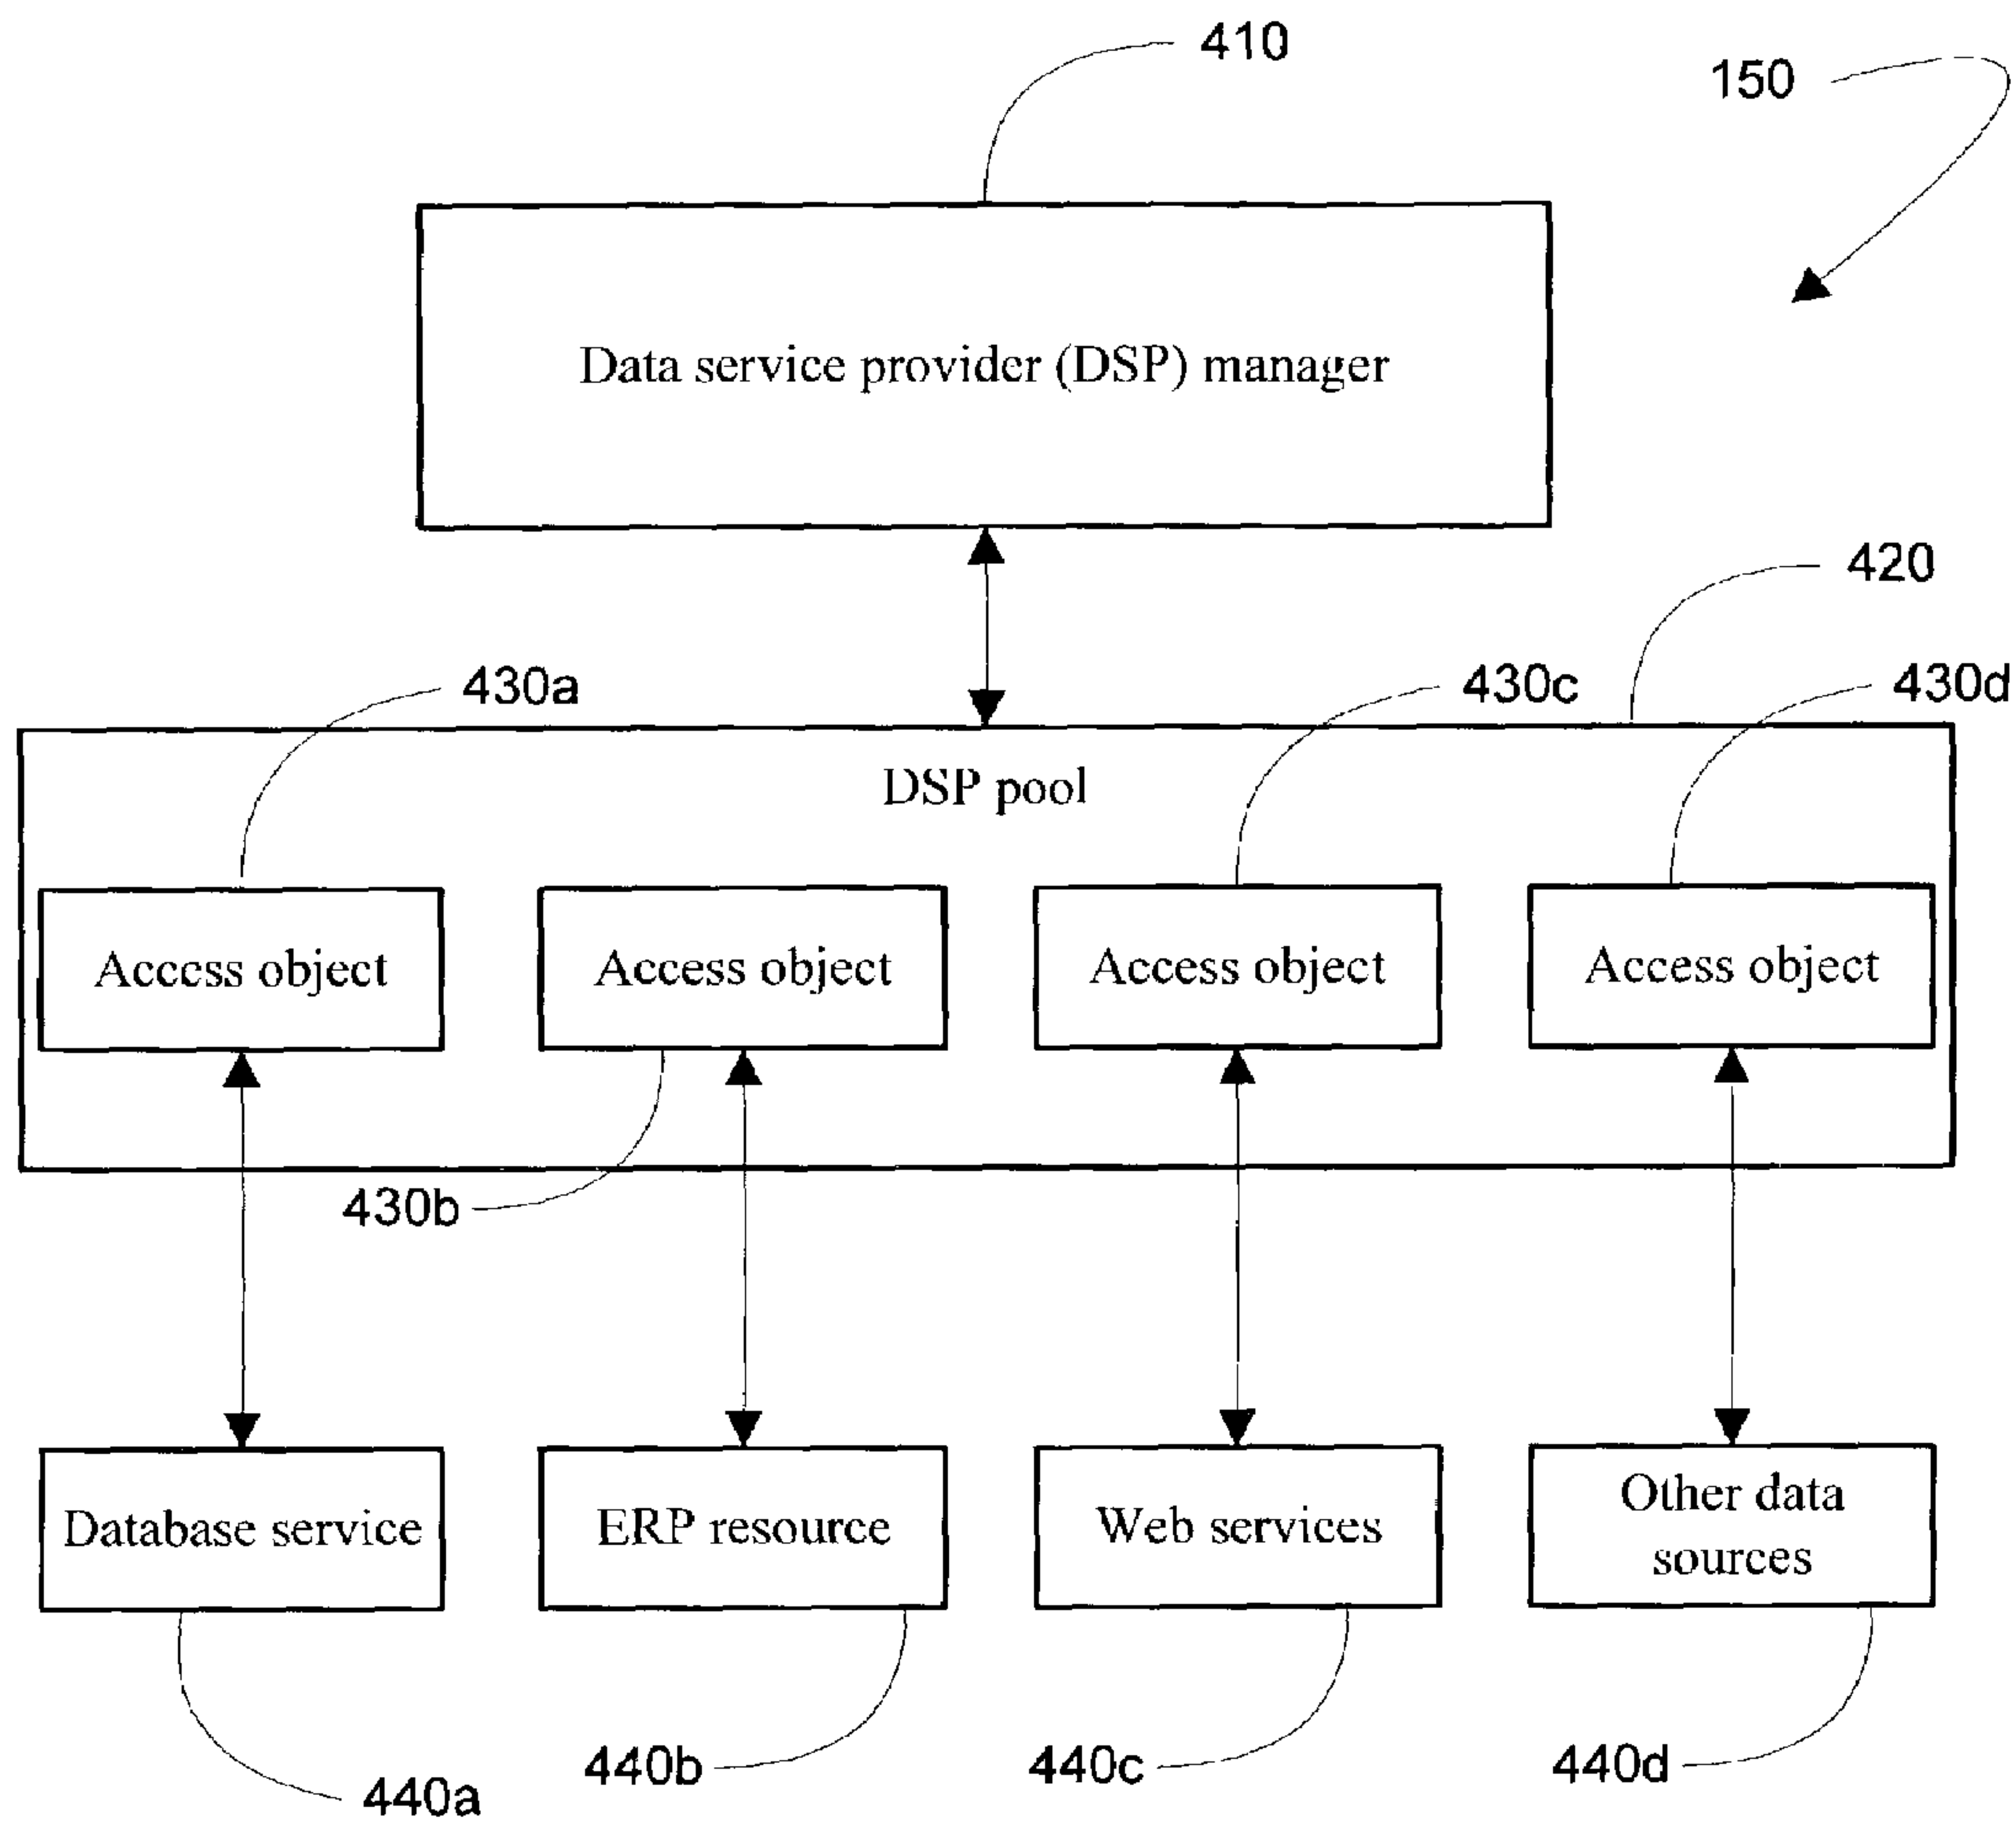 410
150
Data service provider (DSP) manager
420
430a
430c
430d
DSP pool
Access object
Access object
Access object
Access object
430b
Database service
ERP resource
Web services
Other data
sources
440a
440b
440c
440d